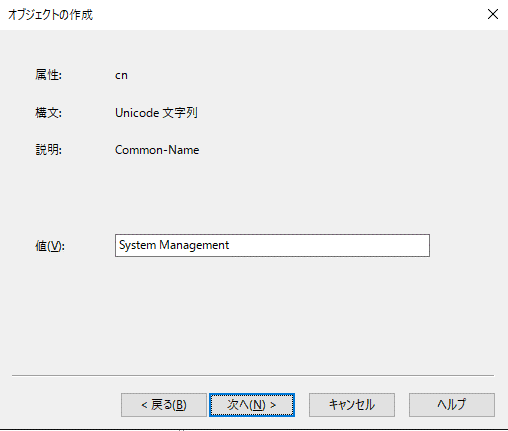 オブジェクトの作成
属性: cn
構文: Unicode 文字列
説明: Common-Name
値(V): System Management
< 戻る(B) 次へ(N) > キャンセル ヘルプ